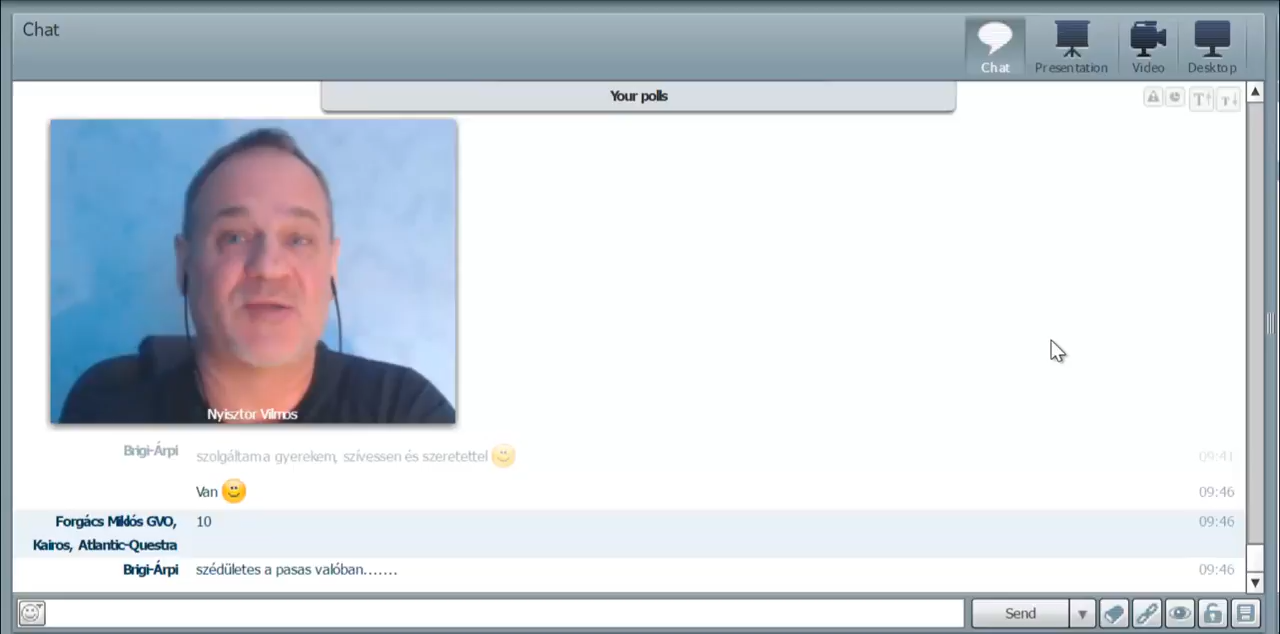 Chat
Chat
Presentation
Video
Desktop
Your polls
Nyisztor Vilmos
Brigi-Árpi szolgáltam a gyerekem, szívessen és szeretettel 09:41
Van 09:46
Forgács Miklós GVO, 10 09:46
Kairos, Atlantic-Questra
Brigi-Árpi szédületes a pasas valóban....... 09:46
Send